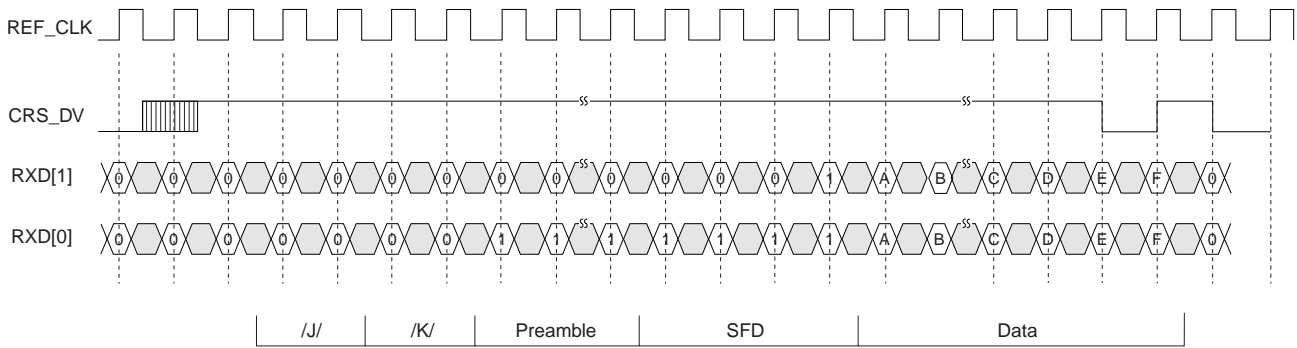 REF_CLK
CRS_DV
RXD[1] 0 0 0 0 0 0 0 0 0 0 0 0 0 1 A B C D E F 0
RXD[0] 0 0 0 0 0 0 0 1 1 1 1 1 1 1 A B C D E F 0
/J/ /K/ Preamble SFD Data